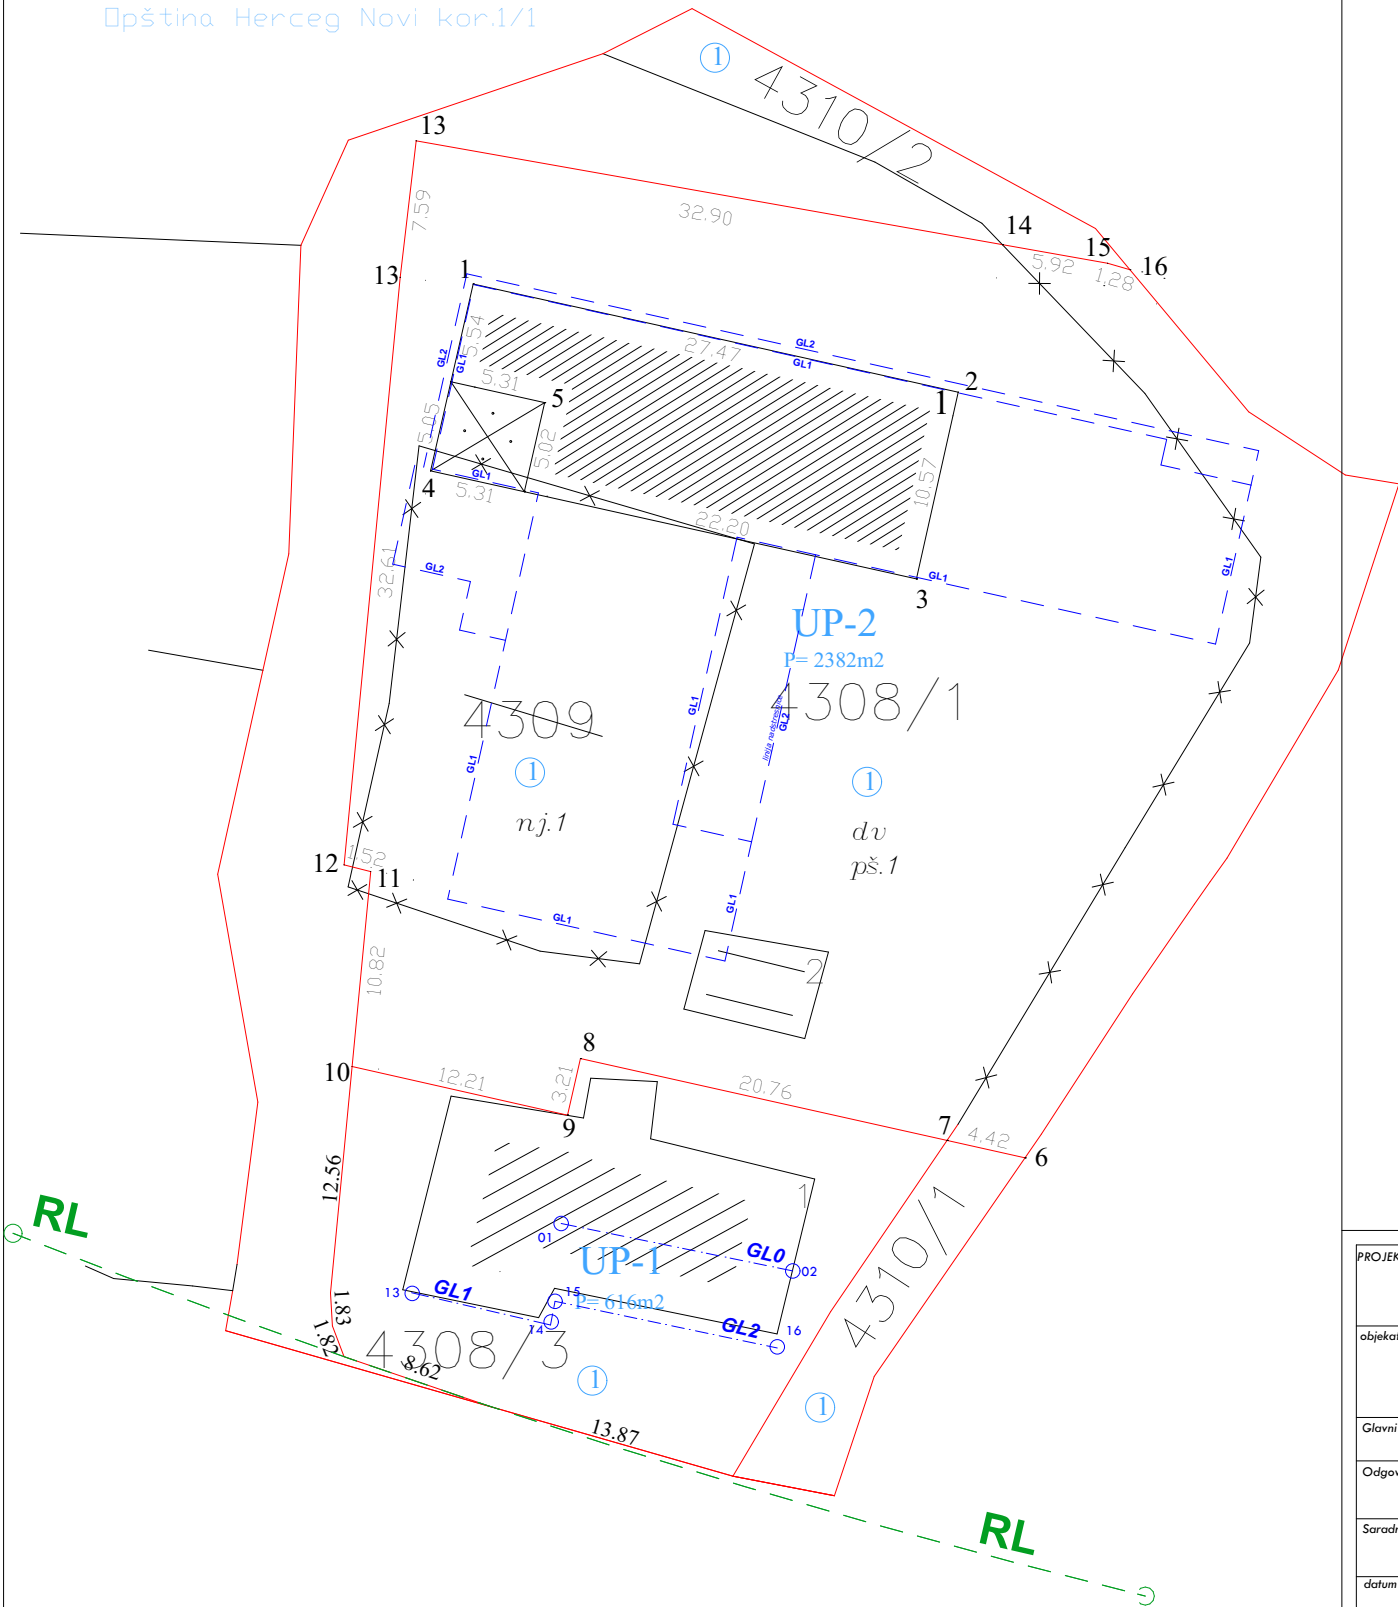 Opština Herceg Novi kor.1/1
1
4310/2
13
7.59
32.90
14
15
16
5.92
1.28
13
1
GL2
GL1
5.54
27.47
GL2
GL1
2
1
5.31
5
5.05
5.02
10.57
GL1
4
5.31
22.20
GL2
32.61
GL1
GL1
3
UP-2
P= 2382m2
4308/1
4309
GL1
GL2
linija nadstrešnice
GL1
1
1
nj.1
dv
pš.1
12
1.52
11
GL1
GL1
2
10.82
8
10
12.21
3.21
20.76
9
7
4.42
6
12.56
1
4310/1
RL
01
UP-1
GL0
02
13
GL1
15
P= 616m2
14
GL2
16
1.83
1.82
4308/3
8.62
1
1
13.87
RL
PROJEK
objekat
Glavni
Odgov
Saradn
datum